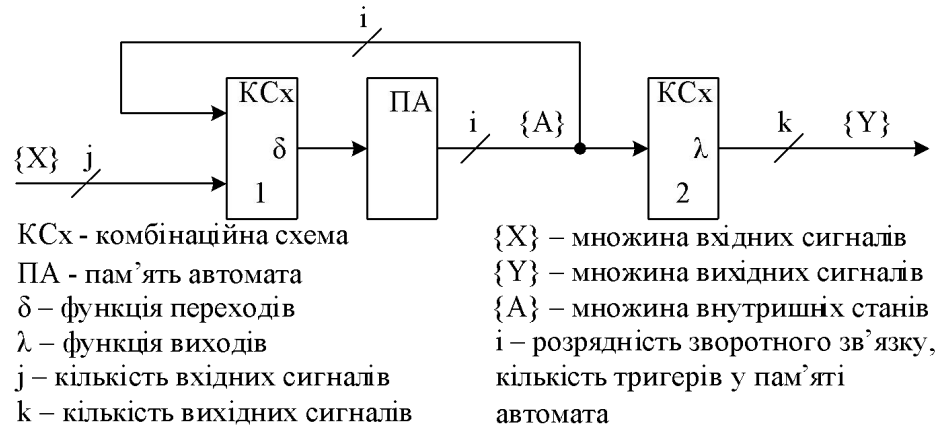 i
КСх
δ
1
ПА
i
{A}
КСх
λ
2
k
{Y}
{X}
j
КСх - комбінаційна схема
ПА - пам’ять автомата
δ – функція переходів
λ – функція виходів
j – кількість вхідних сигналів
k – кількість вихідних сигналів
{X} – множина вхідних сигналів
{Y} – множина вихідних сигналів
{A} – множина внутришніх станів
i – розрядність зворотного зв’язку,
кількість тригерів у пам’яті
автомата